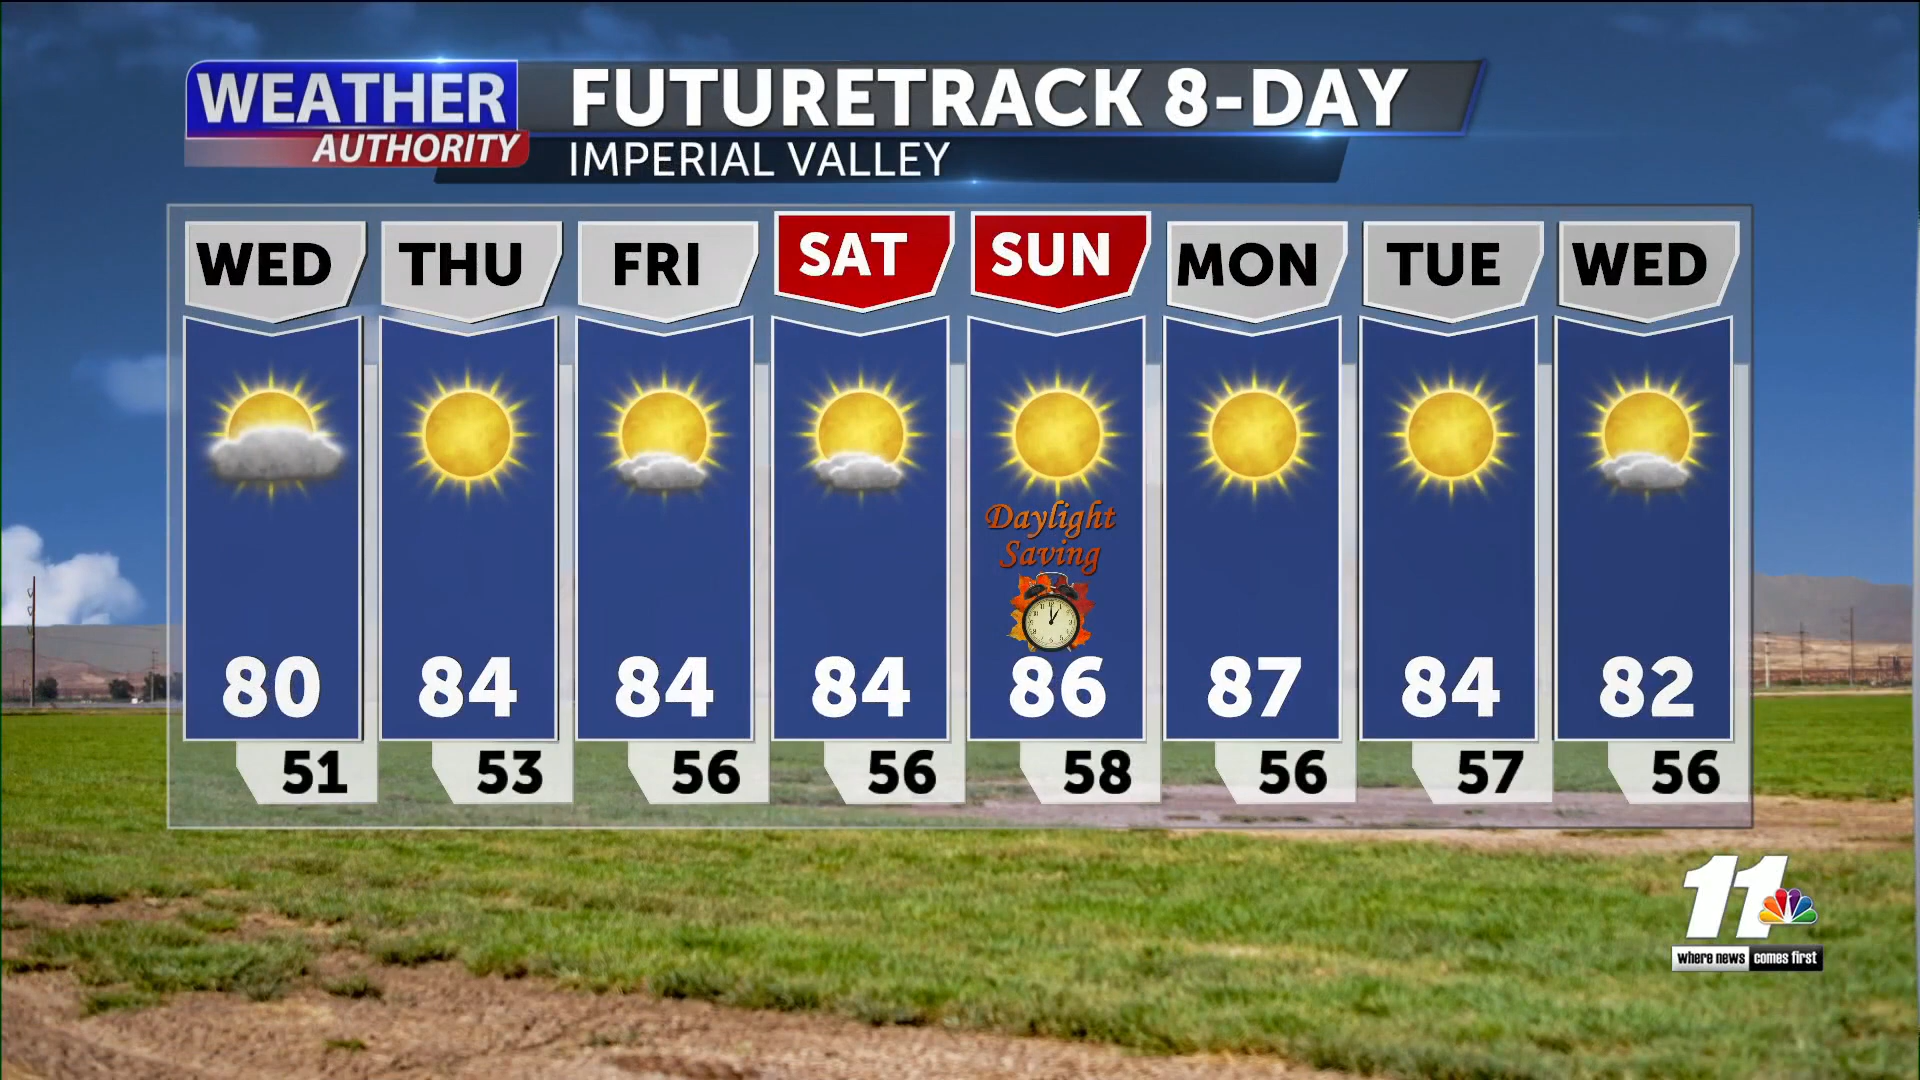 WEATHER
AUTHORITY
FUTURETRACK 8-DAY
IMPERIAL VALLEY
WED THU FRI SAT SUN MON TUE WED
Daylight
Saving
80 84 84 84 86 87 84 82
51 53 56 56 58 56 57 56
11
where news comes first